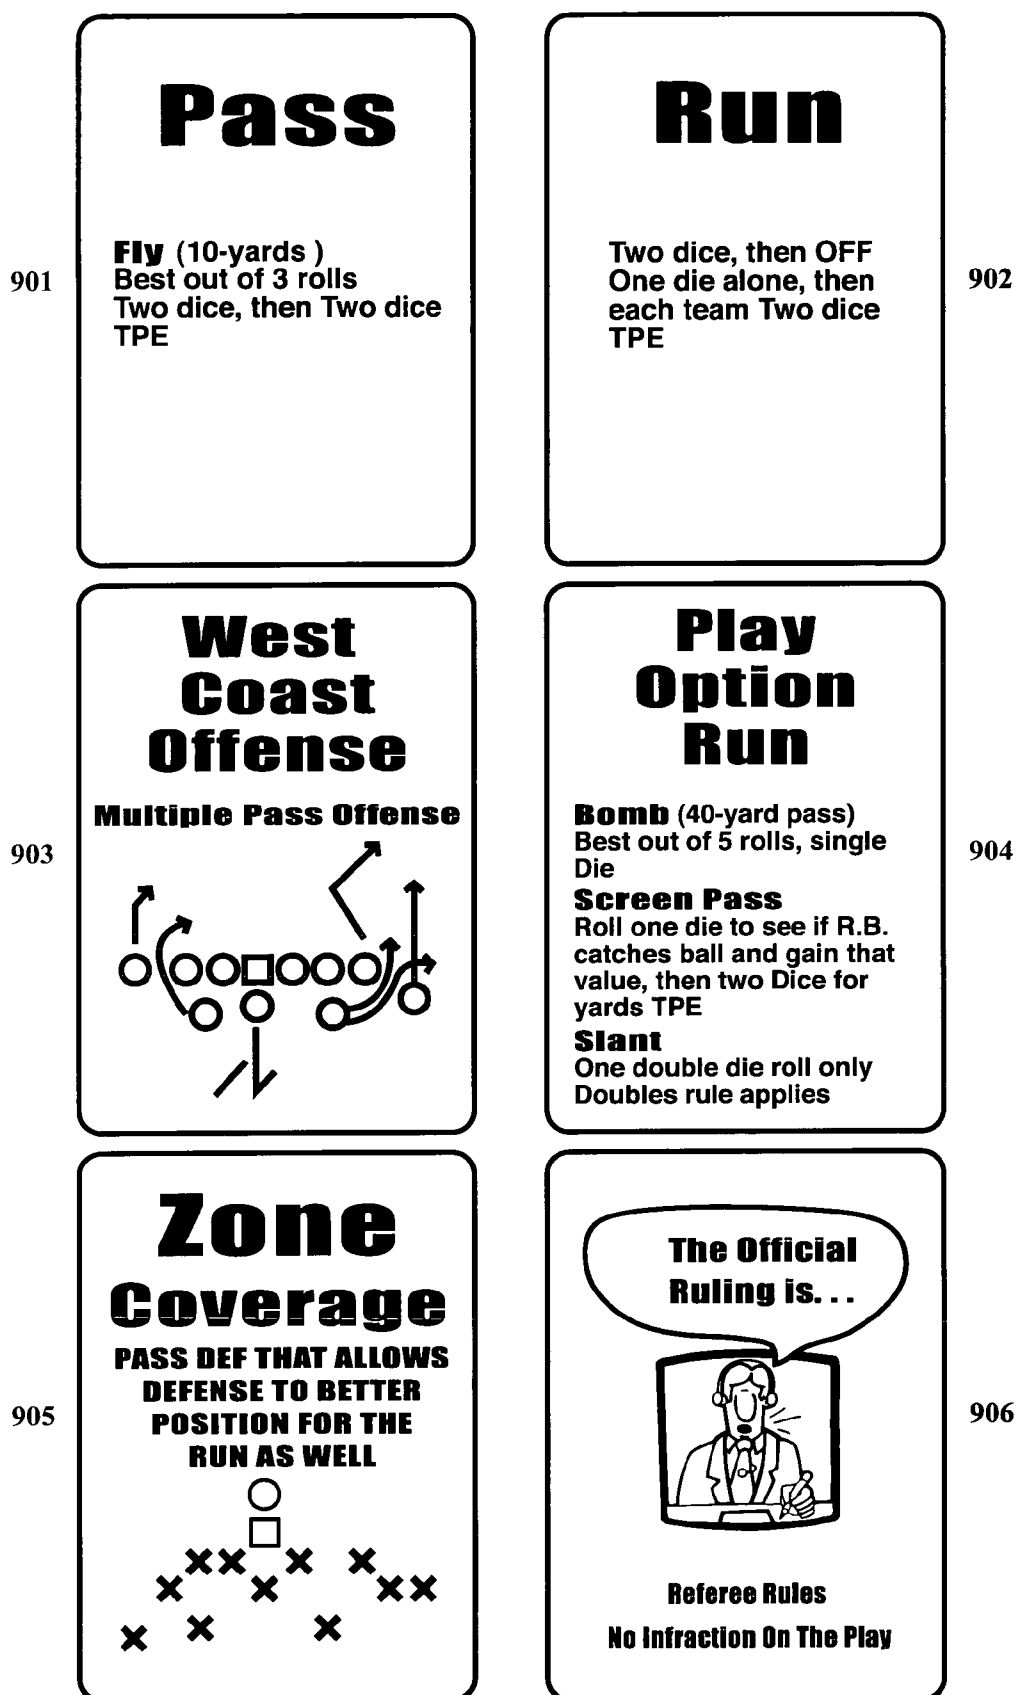 Pass
Fly (10-yards )
Best out of 3 rolls
Two dice, then Two dice
TPE
901
Run
Two dice, then OFF
One die alone, then
each team Two dice
TPE
902
West
Coast
Offense
Multiple Pass Offense
903
Play
Option
Run
Bomb (40-yard pass)
Best out of 5 rolls, single
Die
Screen Pass
Roll one die to see if R.B.
catches ball and gain that
value, then two Dice for
yards TPE
Slant
One double die roll only
Doubles rule applies
904
Zone
Coverage
PASS DEF THAT ALLOWS
DEFENSE TO BETTER
POSITION FOR THE
RUN AS WELL
905
The Official
Ruling is. . .
Referee Rules
No Infraction On The Play
906